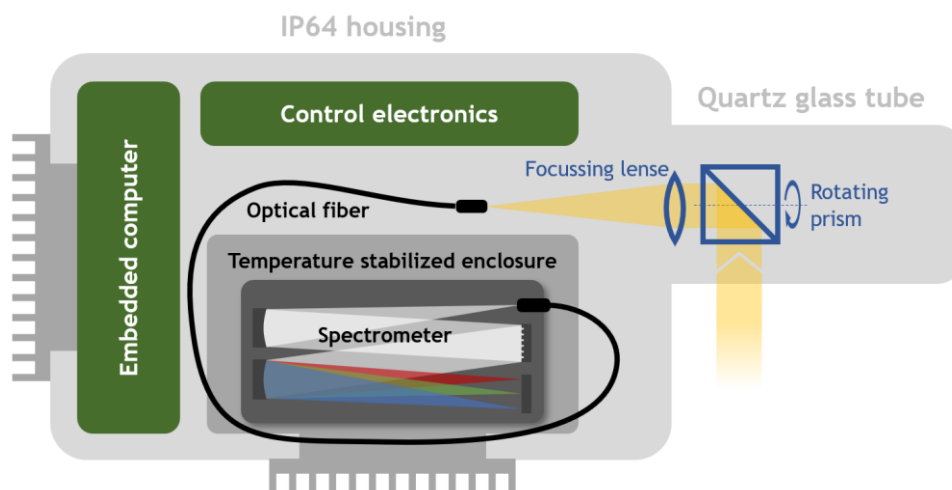 IP64 housing
Quartz glass tube
Control electronics
Embedded computer
Focussing lense
Rotating
prism
Optical fiber
Temperature stabilized enclosure
Spectrometer